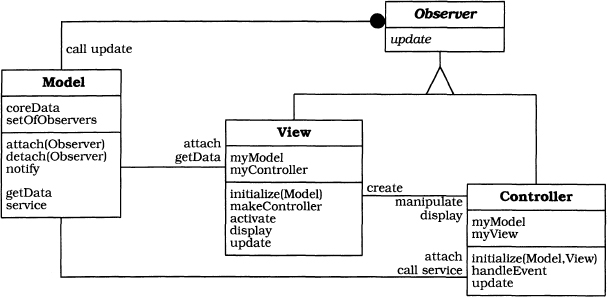 Observer
update
call update
Model
coreData
setOfObservers
attach(Observer)
detach(Observer)
notify
getData
service
attach
getData
View
myModel
myController
initialize(Model)
makeController
activate
display
update
create
manipulate
display
Controller
myModel
myView
attach
call service
initialize(Model,View)
handleEvent
update